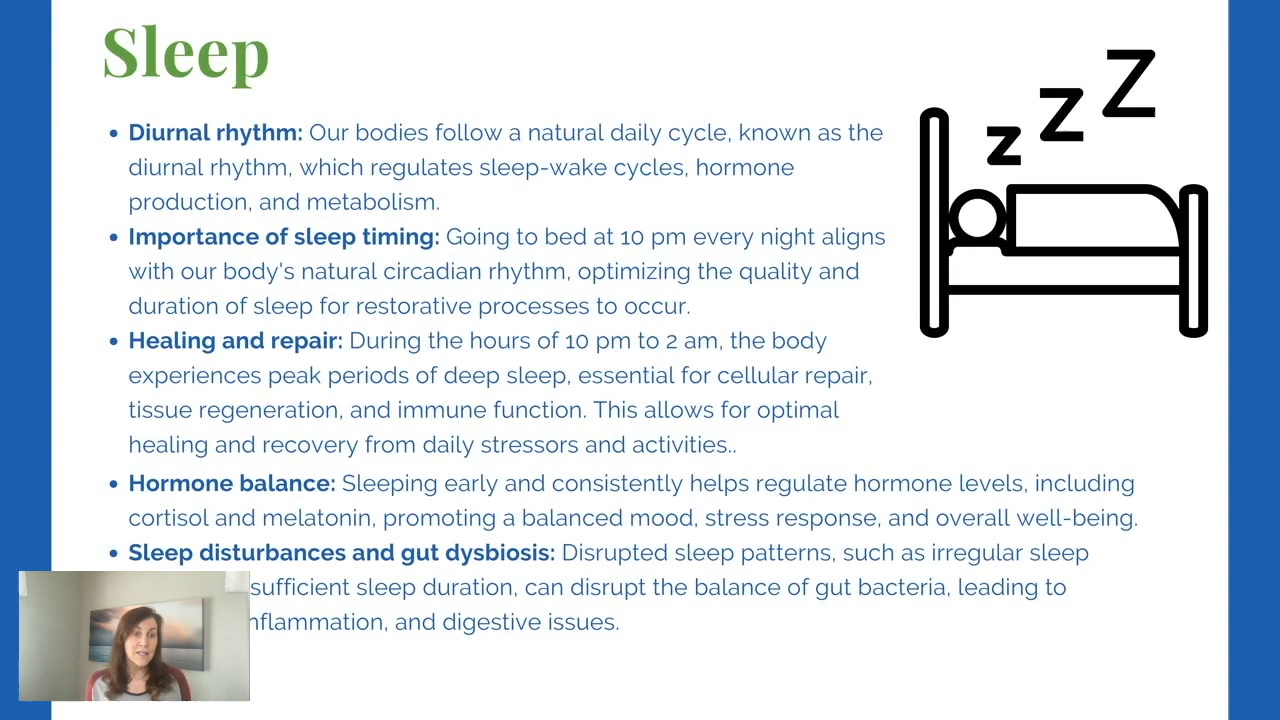 Sleep
• Diurnal rhythm: Our bodies follow a natural daily cycle, known as the
diurnal rhythm, which regulates sleep-wake cycles, hormone
production, and metabolism.
• Importance of sleep timing: Going to bed at 10 pm every night aligns
with our body's natural circadian rhythm, optimizing the quality and
duration of sleep for restorative processes to occur.
• Healing and repair: During the hours of 10 pm to 2 am, the body
experiences peak periods of deep sleep, essential for cellular repair,
tissue regeneration, and immune function. This allows for optimal
healing and recovery from daily stressors and activities..
• Hormone balance: Sleeping early and consistently helps regulate hormone levels, including
cortisol and melatonin, promoting a balanced mood, stress response, and overall well-being.
• Sleep disturbances and gut dysbiosis: Disrupted sleep patterns, such as irregular sleep
sleep duration, can disrupt the balance of gut bacteria, leading to
and digestive issues.
z z z